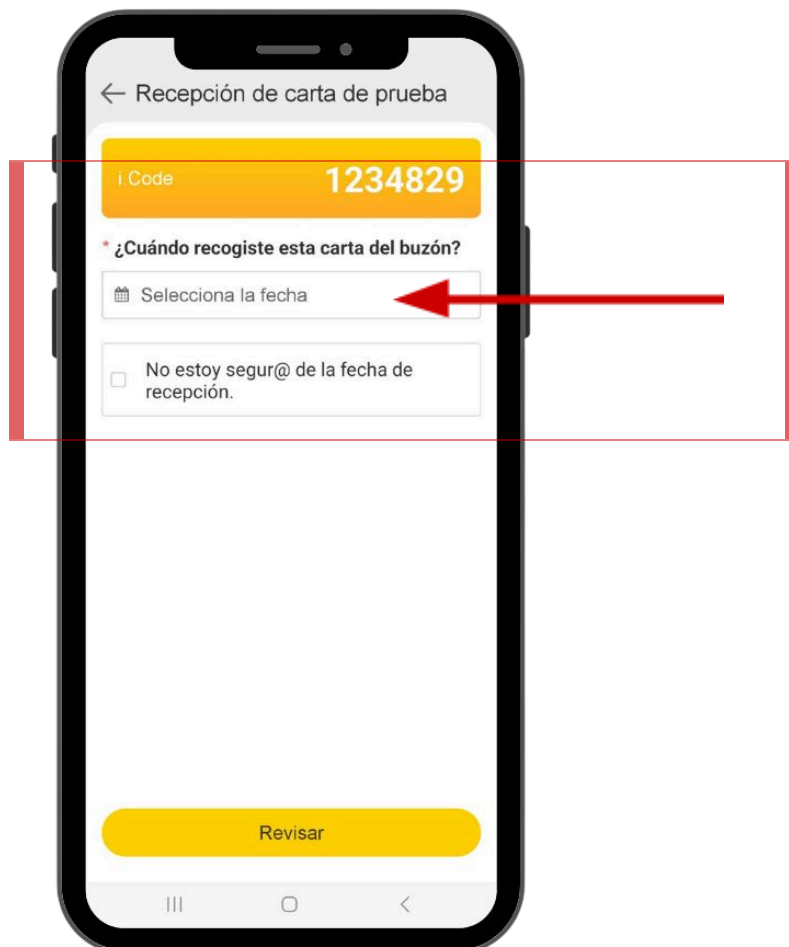 Recepción de carta de prueba
i.Code 1234829
* ¿Cuándo recogiste esta carta del buzón?
Selecciona la fecha
No estoy segur@ de la fecha de
recepción.
Revisar